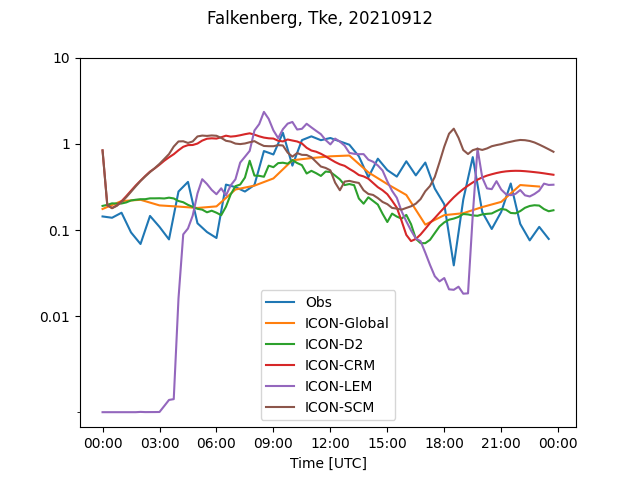 Falkenberg, Tke, 20210912
10
1
0.1
0.01
Obs
ICON-Global
ICON-D2
ICON-CRM
ICON-LEM
ICON-SCM
00:00 03:00 06:00 09:00 12:00 15:00 18:00 21:00 00:00
Time [UTC]